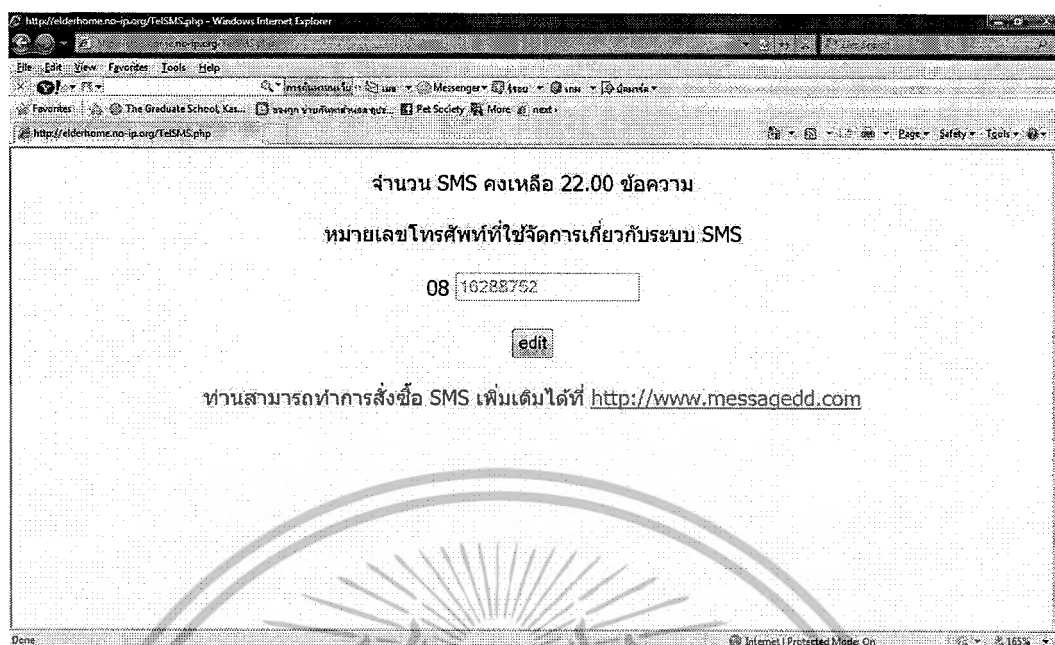 http://elderhome.no-ip.org/TelSMS.php - Windows Internet Explorer
File Edit View Favorites Tools Help
Messenger
Favorites The Graduate School, Kas... Pet Society More next
http://elderhome.no-ip.org/TelSMS.php Page Safety Tools
จำนวน SMS คงเหลือ 22.00 ข้อความ
หมายเลขโทรศัพท์ที่ใช้จัดการเกี่ยวกับระบบ SMS
08 16288752
edit
ท่านสามารถทำการสั่งซื้อ SMS เพิ่มเติมได้ที่ http://www.messagedd.com
Done Internet | Protected Mode: On 165%